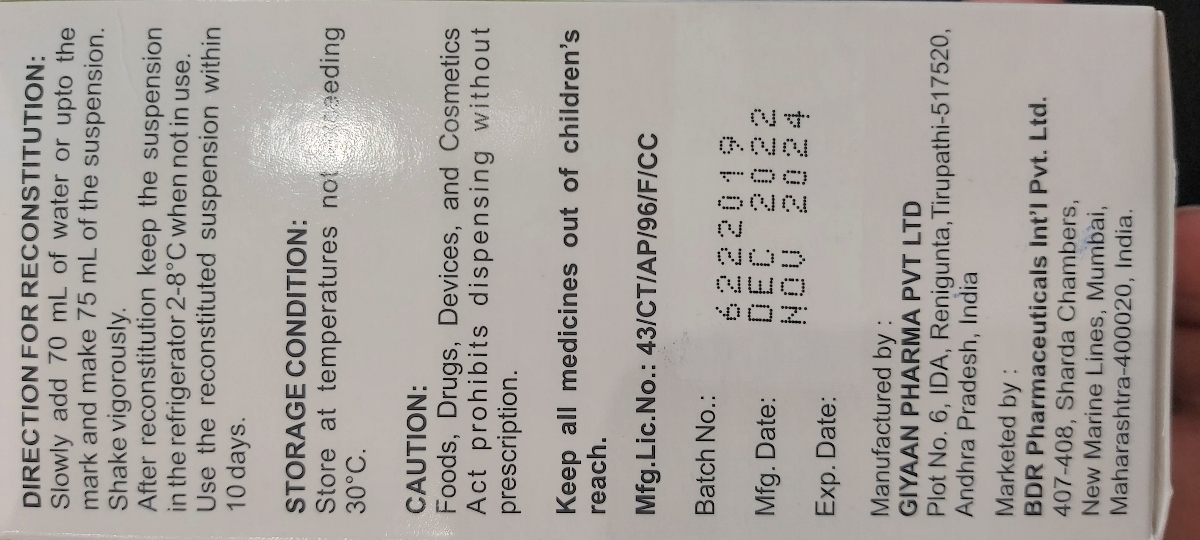 DIRECTION FOR RECONSTITUTION:
Slowly add 70 mL of water or upto the
mark and make 75 mL of the suspension.
Shake vigorously.
After reconstitution keep the suspension
in the refrigerator 2-8°C when not in use.
Use the reconstituted suspension within
10 days.
STORAGE CONDITION:
Store at temperatures not exceeding
30°C.
CAUTION:
Foods, Drugs, Devices, and Cosmetics
Act prohibits dispensing without
prescription.
Keep all medicines out of children's
reach.
Mfg.Lic.No.: 43/CT/AP/96/F/CC
Batch No.: 6222019
Mfg. Date: DEC 2022
Exp. Date: NOV 2024
Manufactured by :
GIYAAN PHARMA PVT LTD
Plot No. 6, IDA, Renigunta, Tirupathi-517520,
Andhra Pradesh, India
Marketed by :
BDR Pharmaceuticals Int'l Pvt. Ltd.
407-408, Sharda Chambers,
New Marine Lines, Mumbai,
Maharashtra-400020, India.